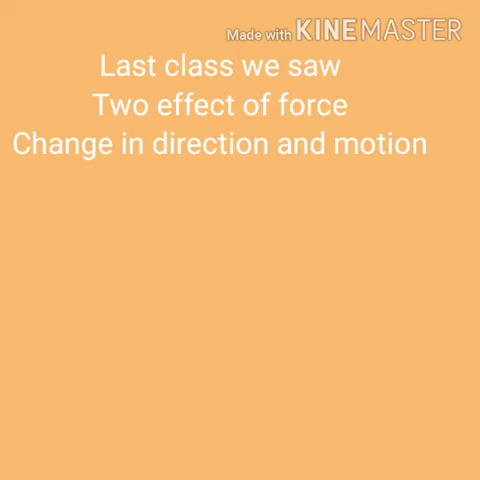 Made with KINEMASTER
Last class we saw
Two effect of force
Change in direction and motion